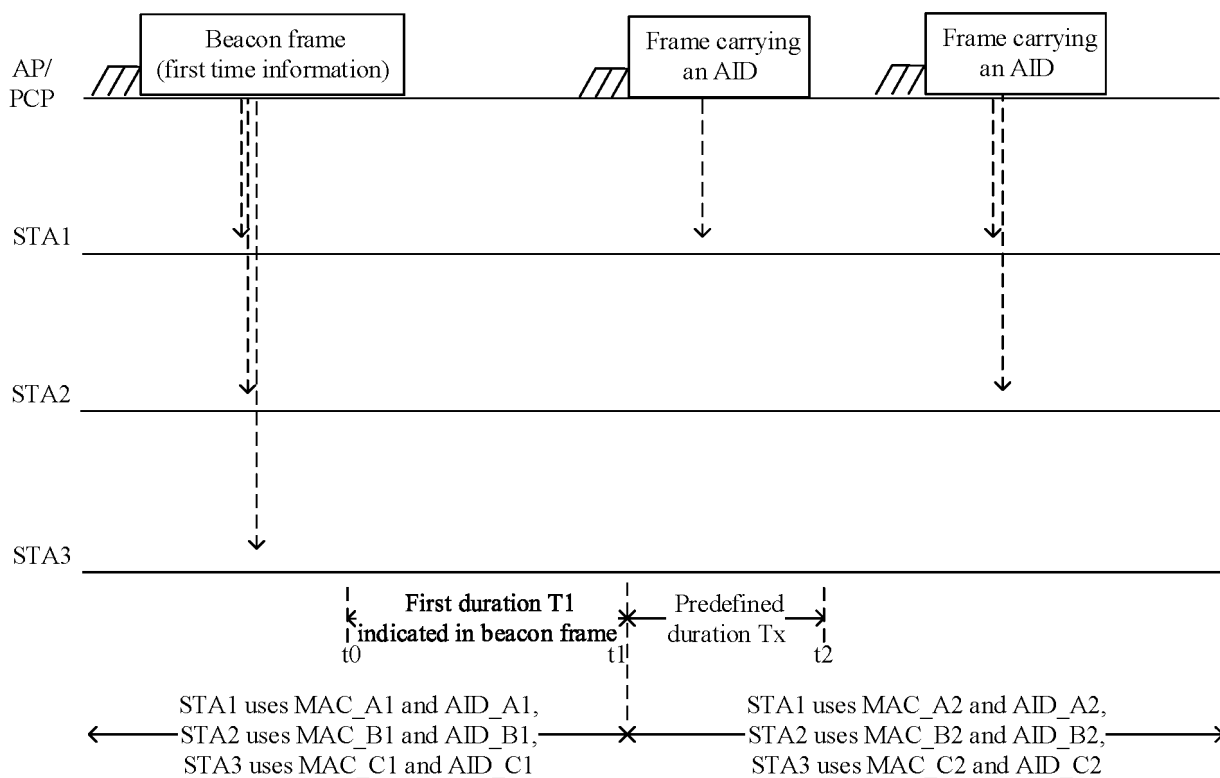 Beacon frame
(first time information)
Frame carrying
an AID
Frame carrying
an AID
AP/
PCP
STA1
STA2
STA3
First duration T1
indicated in beacon frame
Predefined
duration Tx
t0
t1
t2
STA1 uses MAC_A1 and AID_A1,
STA2 uses MAC_B1 and AID_B1,
STA3 uses MAC_C1 and AID_C1
STA1 uses MAC_A2 and AID_A2,
STA2 uses MAC_B2 and AID_B2,
STA3 uses MAC_C2 and AID_C2